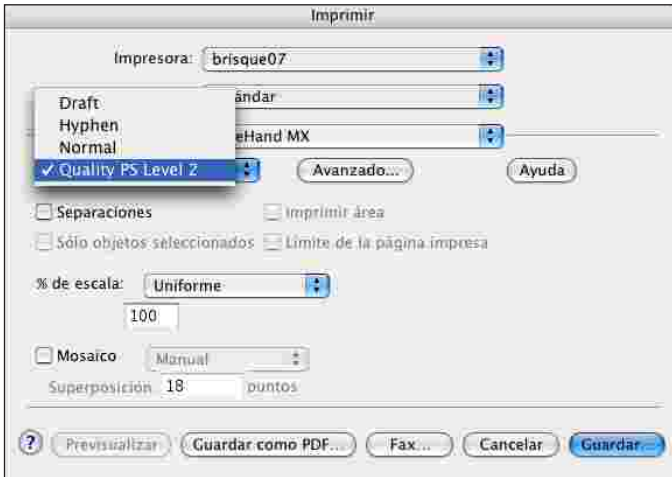 Imprimir
Impresora: brisque07
ándar
Draft
Hyphen
eHand MX
Normal
✓ Quality PS Level 2 Avanzado... Ayuda
Separaciones Imprimir área
Sólo objetos seleccionados Límite de la página impresa
% de escala: Uniforme
100
Mosaico Manual
Superposición 18 puntos
? Previsualizar Guardar como PDF... Fax... Cancelar Guardar...